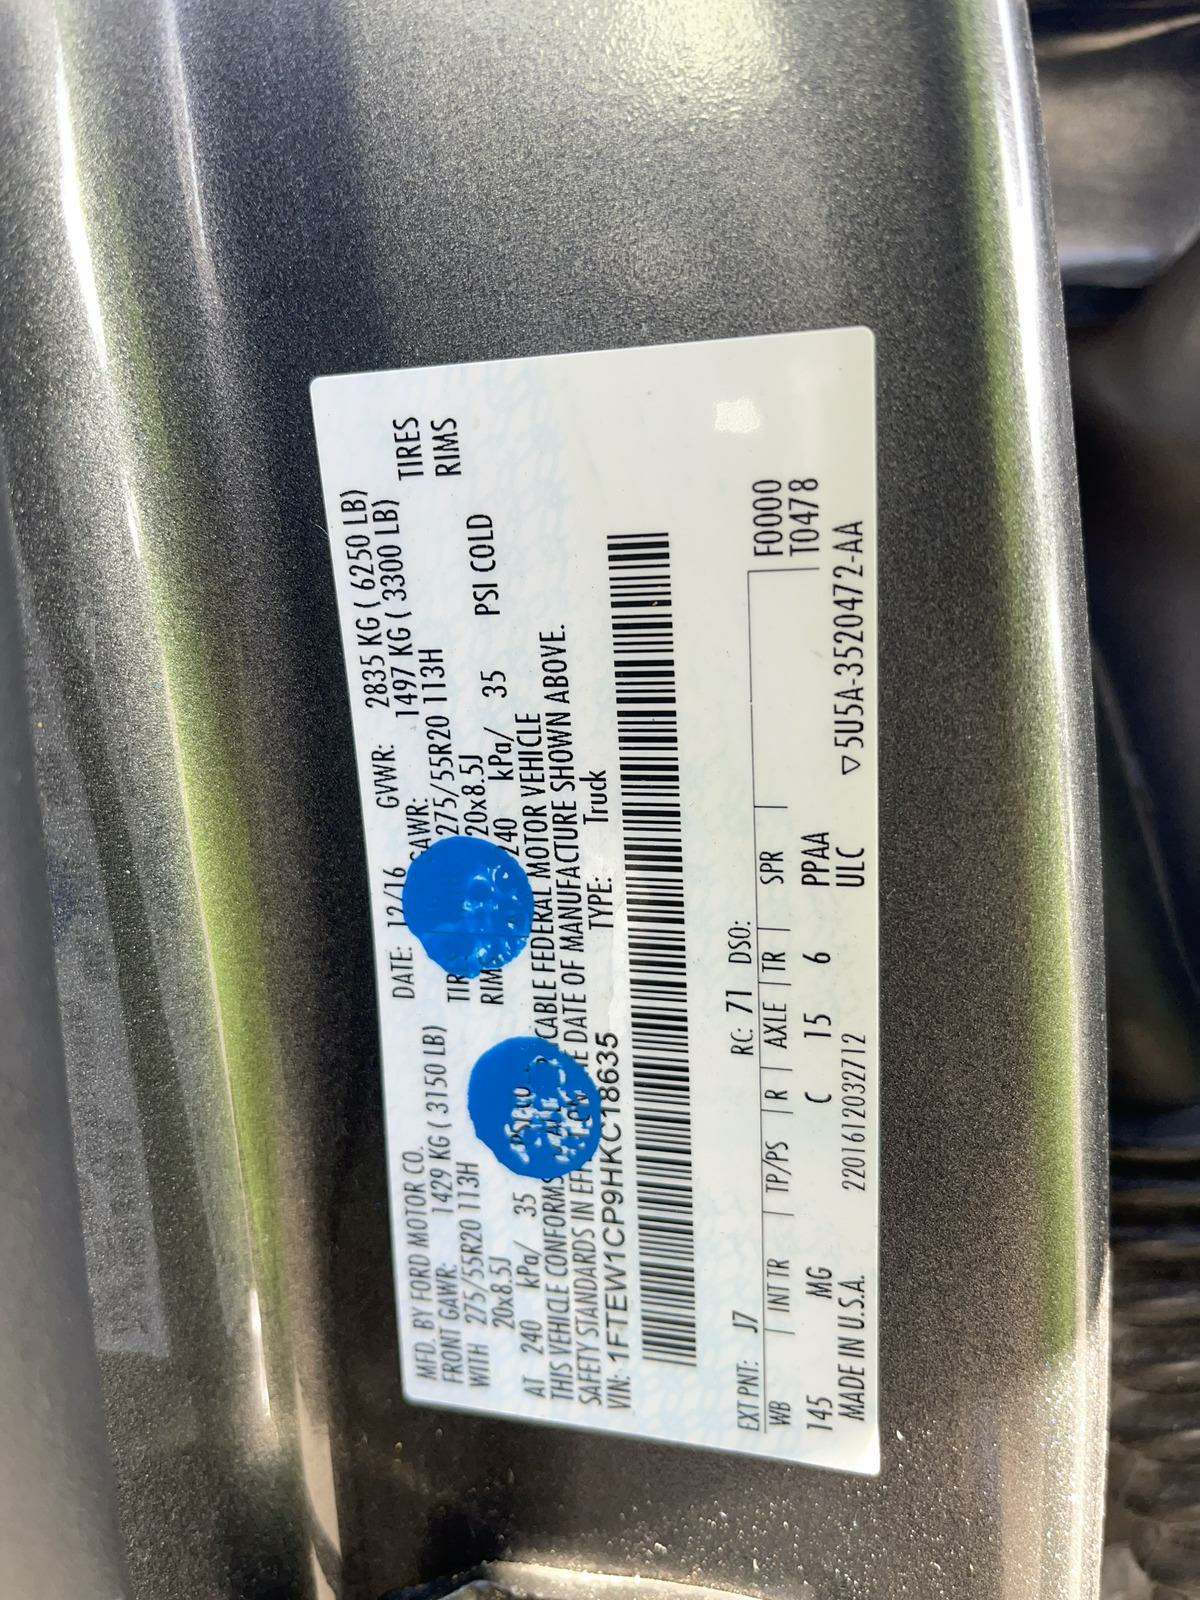 MFD. BY FORD MOTOR CO. DATE: 12/16 GVWR: 2835 KG ( 6250 LB)
FRONT GAWR: 1429 KG ( 3150 LB) GAWR: 1497 KG ( 3300 LB)
WITH 275/55R20 113H TIRES 275/55R20 113H TIRES
20x8.5J RIMS 20x8.5J RIMS
AT 240 kPa/ 35 240 kPa/ 35 PSI COLD
THIS VEHICLE CONFORMS CABLE FEDERAL MOTOR VEHICLE
SAFETY STANDARDS IN DATE OF MANUFACTURE SHOWN ABOVE.
VIN: 1FTEW1CP9HKC18635 TYPE: Truck
EXT PNT: J7 RC: 71 DSO:
WB INT TR TP/PS R AXLE TR SPR F0000
145 MG C 15 6 PPAA T0478
MADE IN U.S.A. 2201612032712 ULC ▽5U5A-3520472-AA